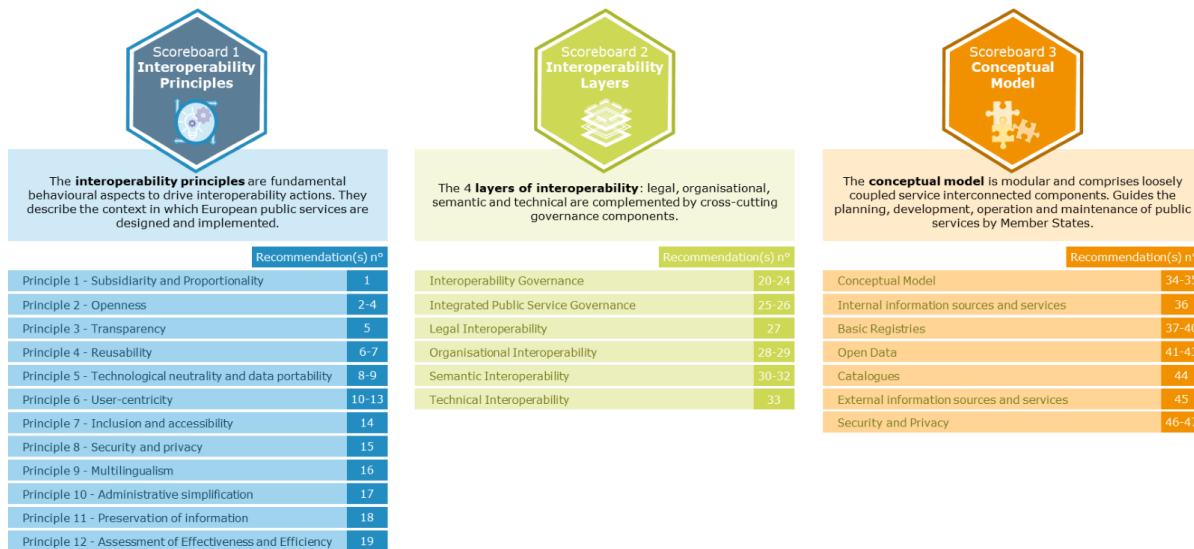 Scoreboard 1
Interoperability
Principles
The interoperability principles are fundamental
behavioural aspects to drive interoperability actions. They
describe the context in which European public services are
designed and implemented.
Recommendation(s) n°
Principle 1 - Subsidiarity and Proportionality 1
Principle 2 - Openness 2-4
Principle 3 - Transparency 5
Principle 4 - Reusability 6-7
Principle 5 - Technological neutrality and data portability 8-9
Principle 6 - User-centricity 10-13
Principle 7 - Inclusion and accessibility 14
Principle 8 - Security and privacy 15
Principle 9 - Multilingualism 16
Principle 10 - Administrative simplification 17
Principle 11 - Preservation of information 18
Principle 12 - Assessment of Effectiveness and Efficiency 19
Scoreboard 2
Interoperability
Layers
The 4 layers of interoperability: legal, organisational,
semantic and technical are complemented by cross-cutting
governance components.
Recommendation(s) n°
Interoperability Governance 20-24
Integrated Public Service Governance 25-26
Legal Interoperability 27
Organisational Interoperability 28-29
Semantic Interoperability 30-32
Technical Interoperability 33
Scoreboard 3
Conceptual
Model
The conceptual model is modular and comprises loosely
coupled service interconnected components. Guides the
planning, development, operation and maintenance of public
services by Member States.
Recommendation(s) n°
Conceptual Model 34-35
Internal information sources and services 36
Basic Registries 37-40
Open Data 41-43
Catalogues 44
External information sources and services 45
Security and Privacy 46-47